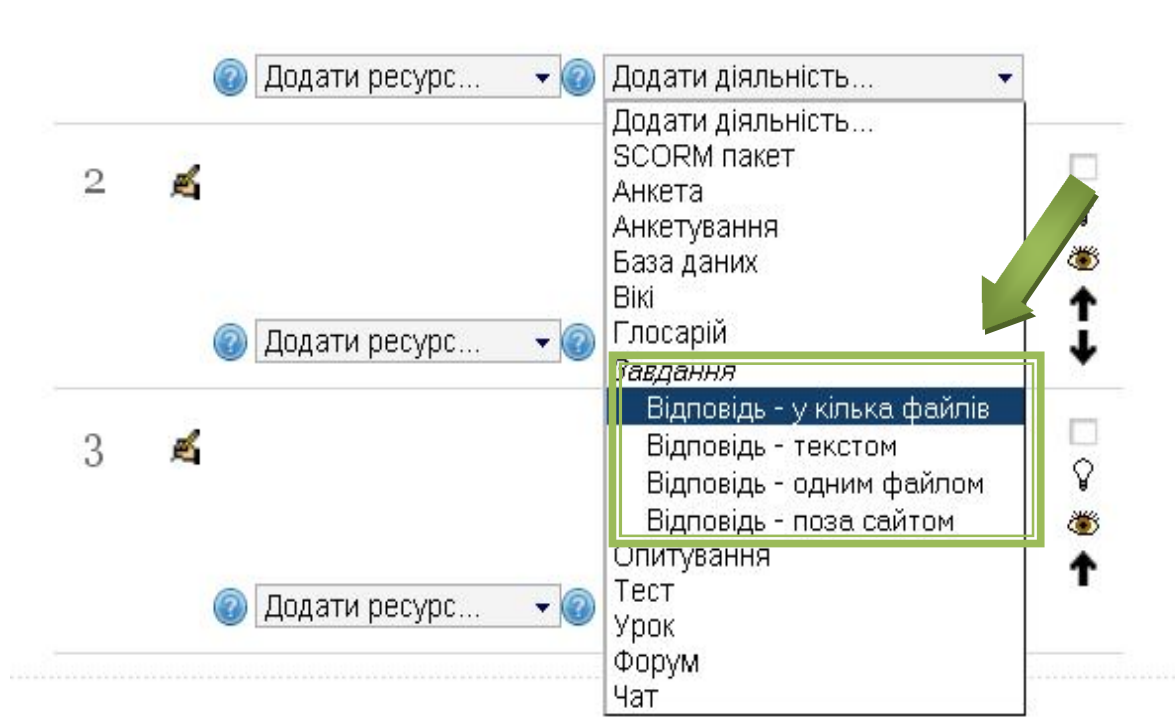 Додати ресурс... Додати діяльність...
Додати діяльність...
SCORM пакет
2
Анкета
Анкетування
База даних
Вікі
Додати ресурс... Глосарій
Завдання
Відповідь - у кілька файлів
3 Відповідь - текстом
Відповідь - одним файлом
Відповідь - поза сайтом
Опитування
Тест
Додати ресурс...
Урок
Форум
Чат